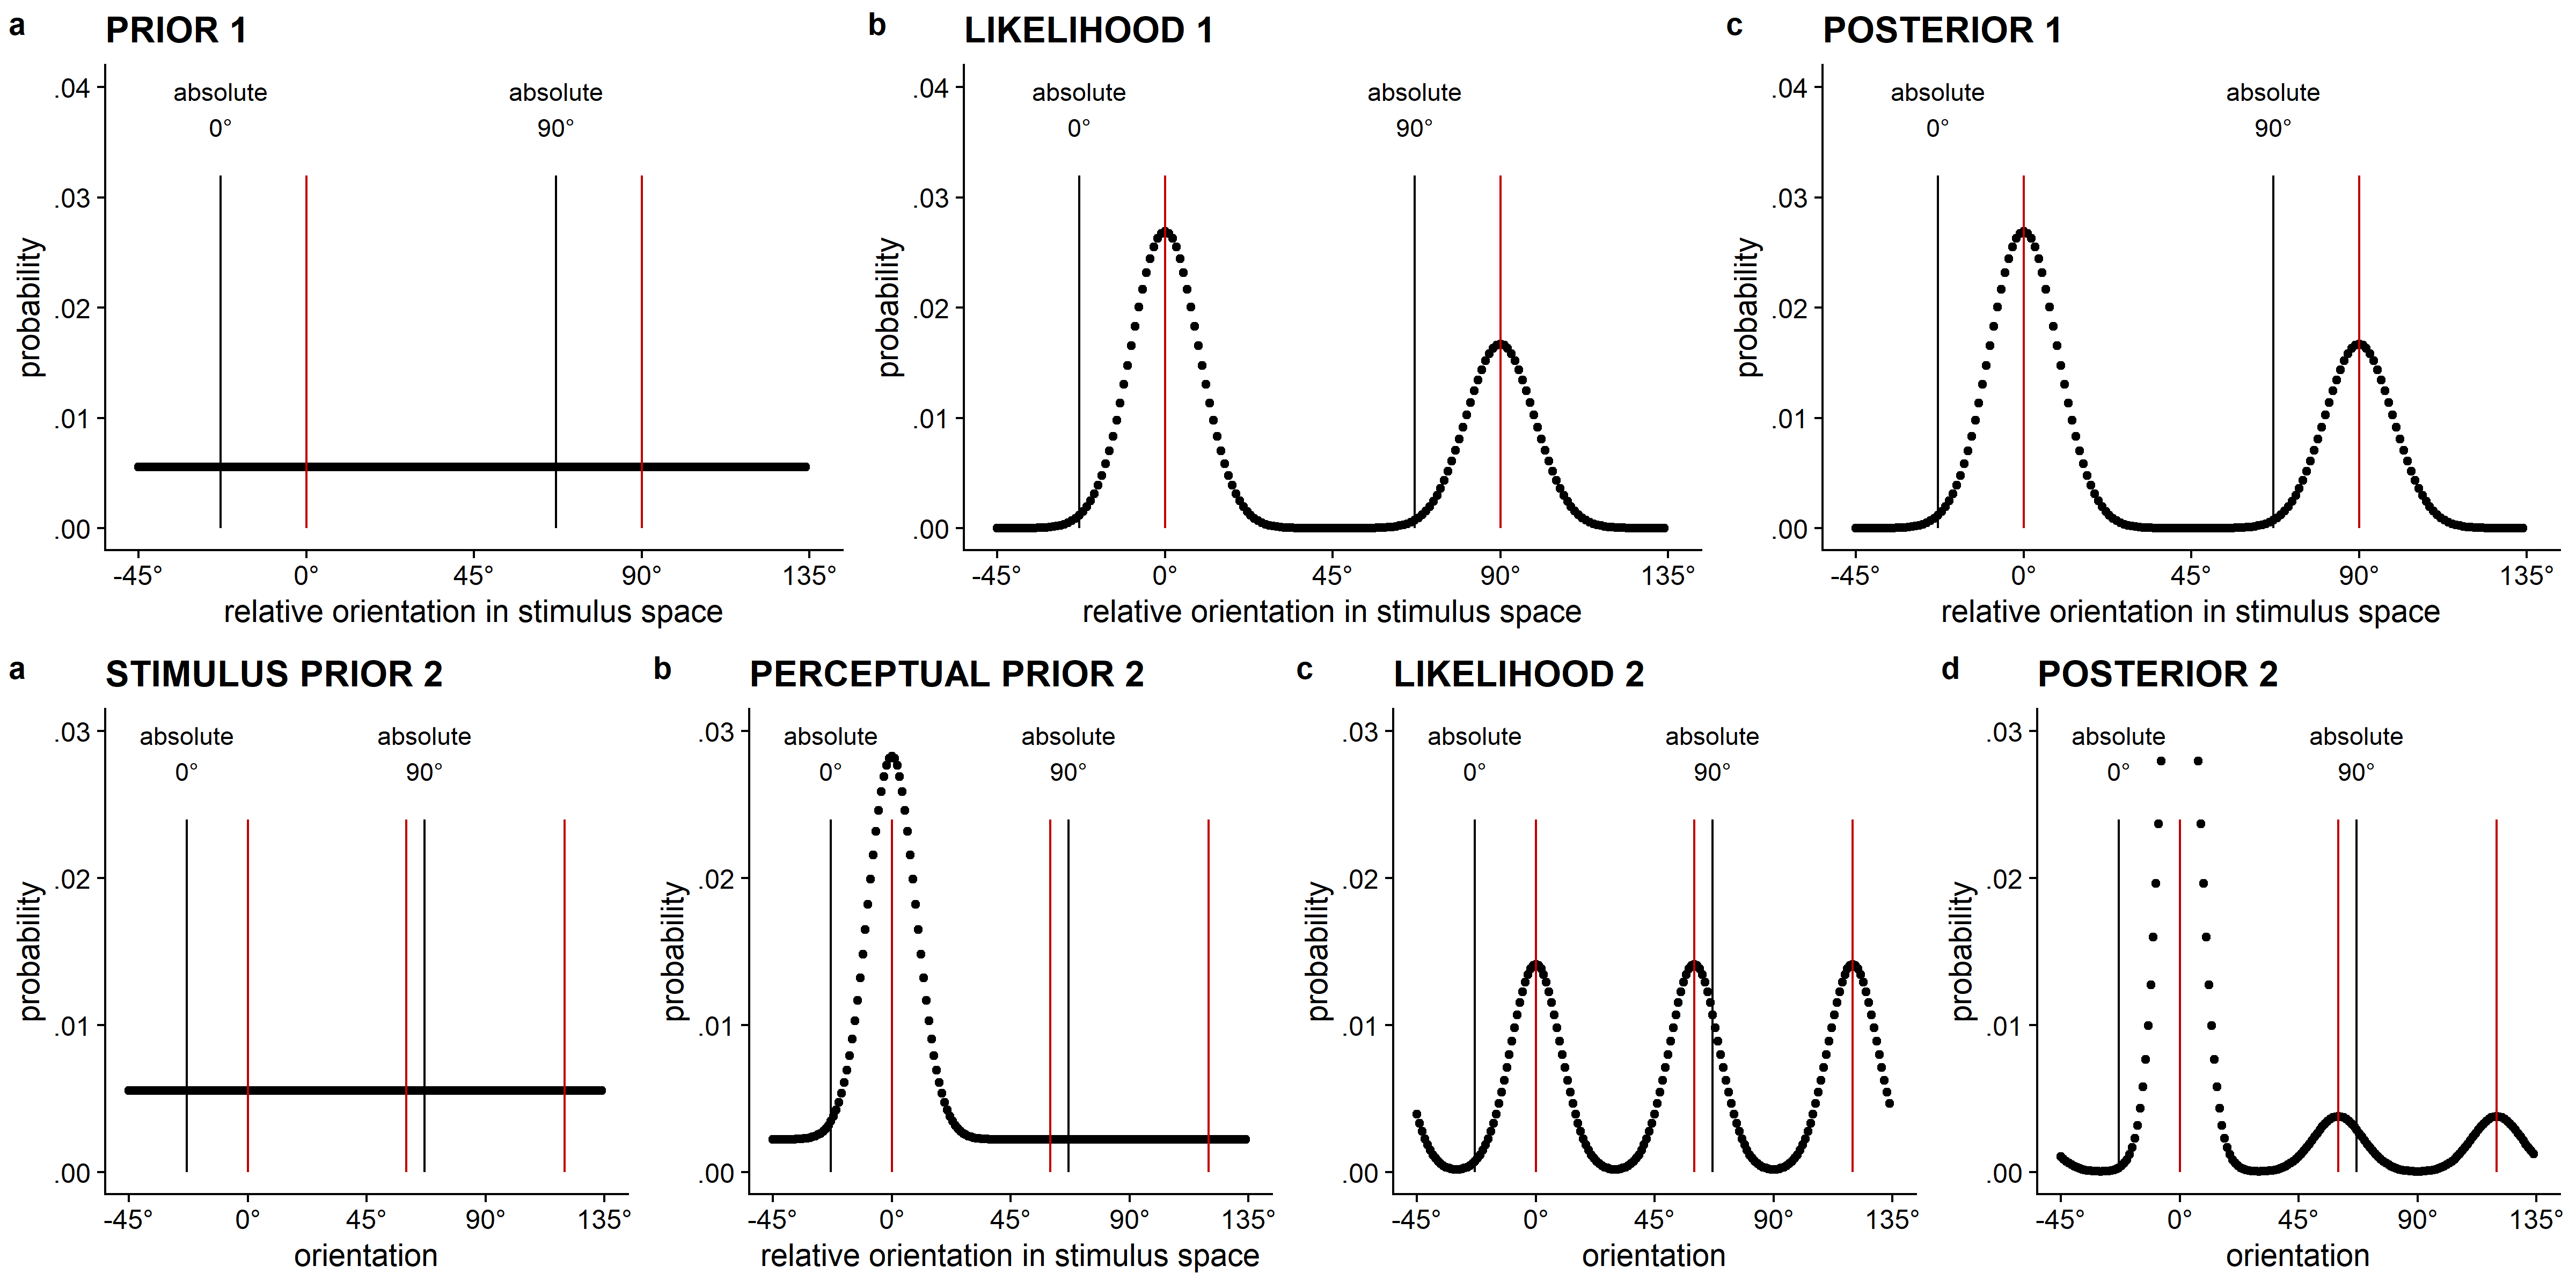 a PRIOR 1
.04
.03
.02
.01
.00
probability
absolute
0°
absolute
90°
-45° 0° 45° 90° 135°
relative orientation in stimulus space
b LIKELIHOOD 1
.04
.03
.02
.01
.00
probability
absolute
0°
absolute
90°
-45° 0° 45° 90° 135°
relative orientation in stimulus space
c POSTERIOR 1
.04
.03
.02
.01
.00
probability
absolute
0°
absolute
90°
-45° 0° 45° 90° 135°
relative orientation in stimulus space
a STIMULUS PRIOR 2
.03
.02
.01
.00
probability
absolute
0°
absolute
90°
-45° 0° 45° 90° 135°
orientation
b PERCEPTUAL PRIOR 2
.03
.02
.01
.00
probability
absolute
0°
absolute
90°
-45° 0° 45° 90° 135°
relative orientation in stimulus space
c LIKELIHOOD 2
.03
.02
.01
.00
probability
absolute
0°
absolute
90°
-45° 0° 45° 90° 135°
orientation
d POSTERIOR 2
.03
.02
.01
.00
probability
absolute
0°
absolute
90°
-45° 0° 45° 90° 135°
orientation